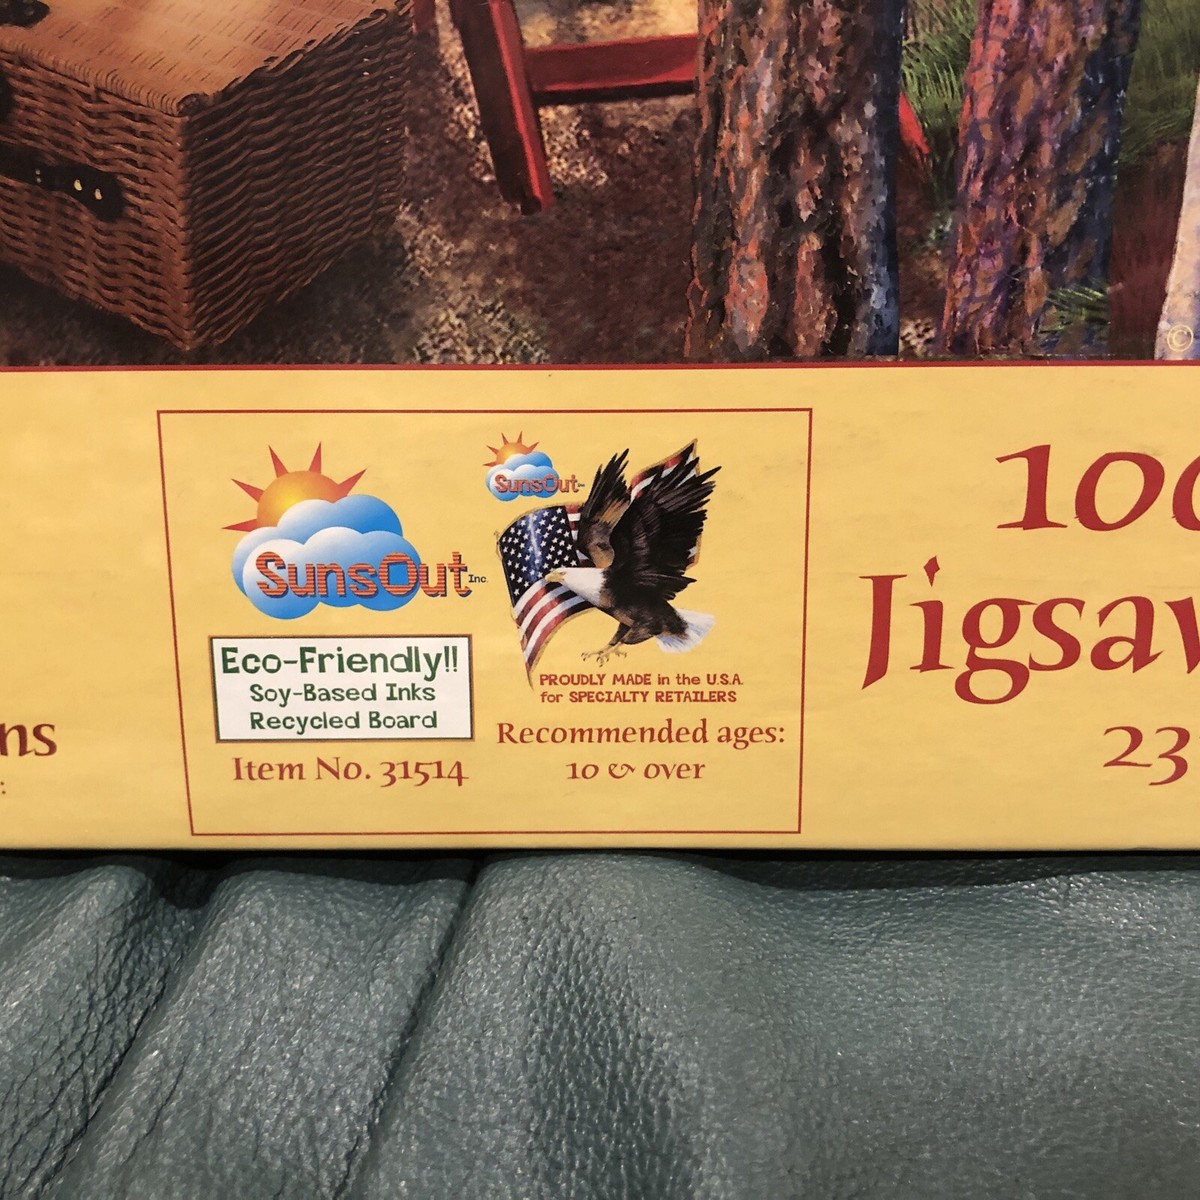 ©
SunsOut Inc.
Eco-Friendly!!
Soy-Based Inks
Recycled Board
Item No. 31514
SunsOut
PROUDLY MADE in the U.S.A.
for SPECIALTY RETAILERS
Recommended ages:
10 & over
ns
:
100
Jigsaw
23